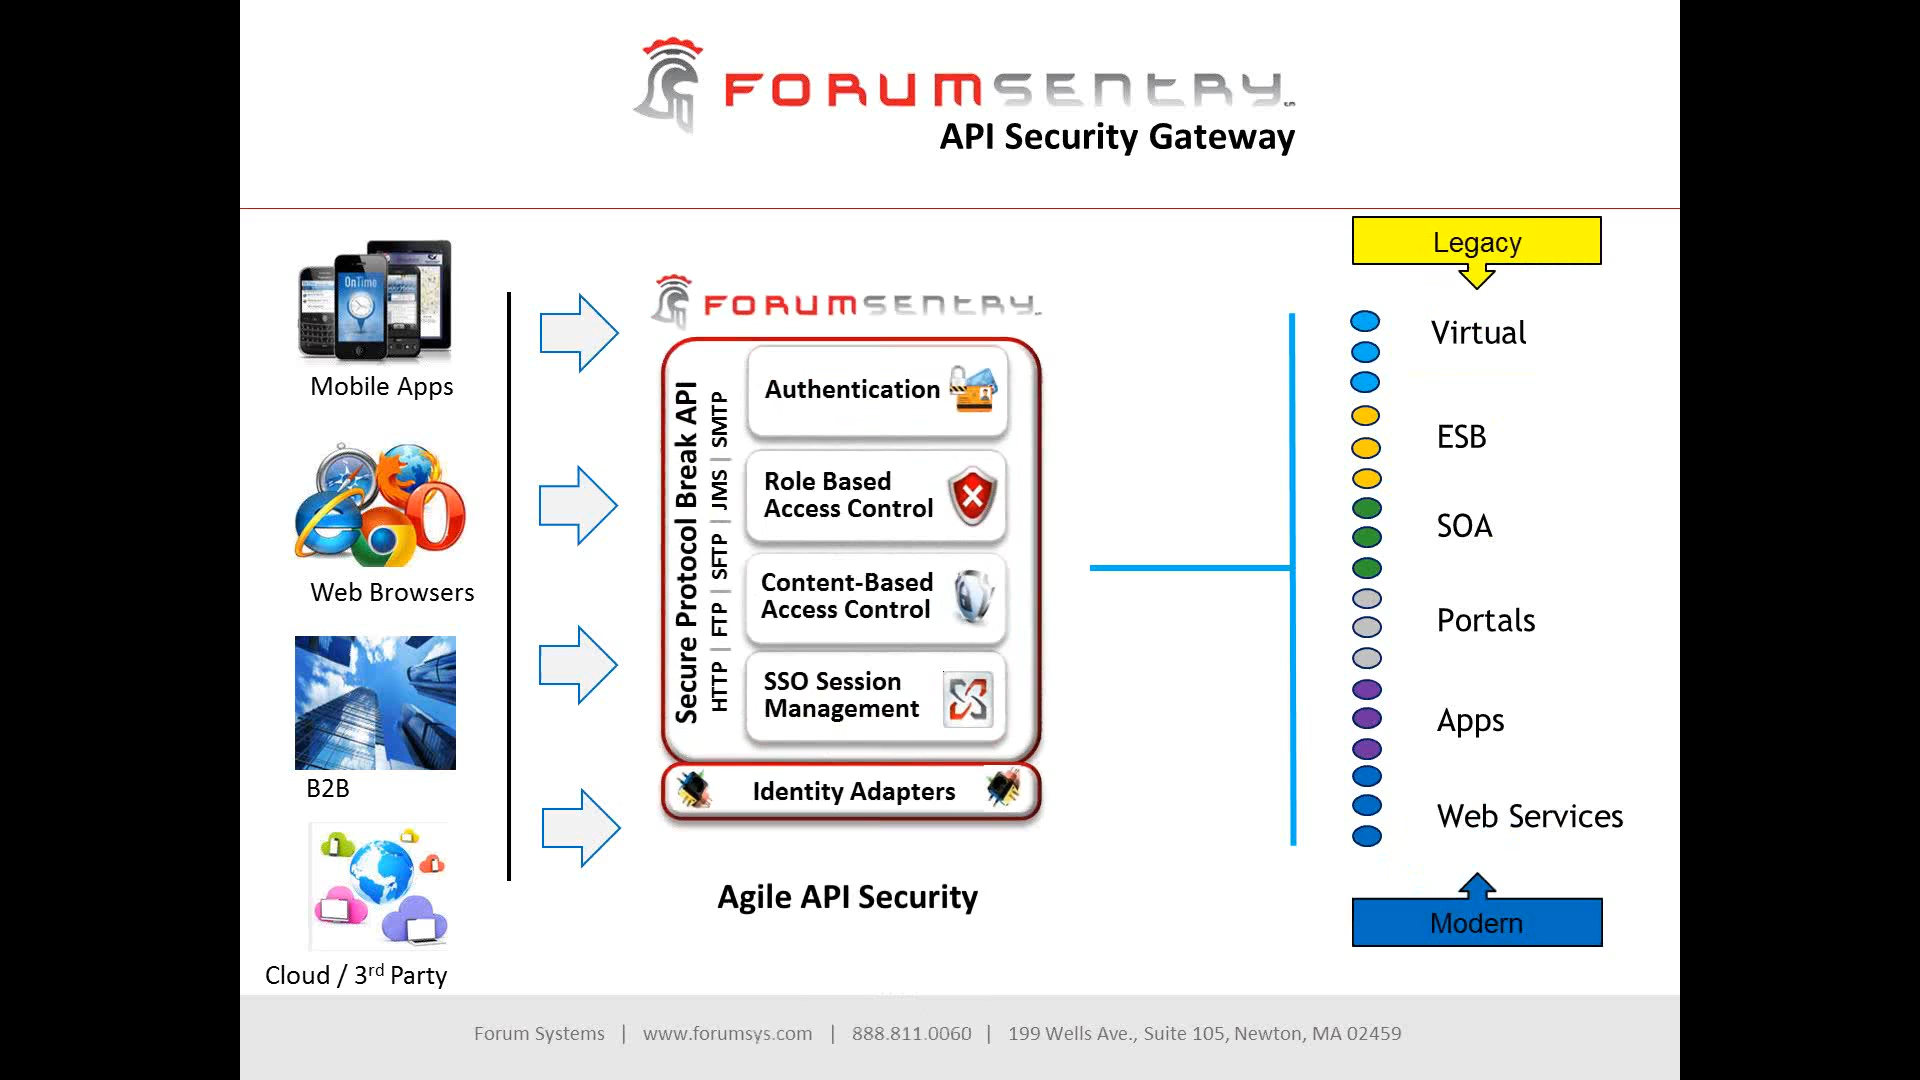 FORUMSENTRY
API Security Gateway
Legacy
OnTime
Mobile Apps
Web Browsers
B2B
Cloud / 3rd Party
FORUMSENTRY
Secure Protocol Break API
HTTP | FTP | SFTP | JMS | SMTP
Authentication
Role Based
Access Control
Content-Based
Access Control
SSO Session
Management
Identity Adapters
Agile API Security
Virtual
ESB
SOA
Portals
Apps
Web Services
Modern
Forum Systems | www.forumsys.com | 888.811.0060 | 199 Wells Ave., Suite 105, Newton, MA 02459